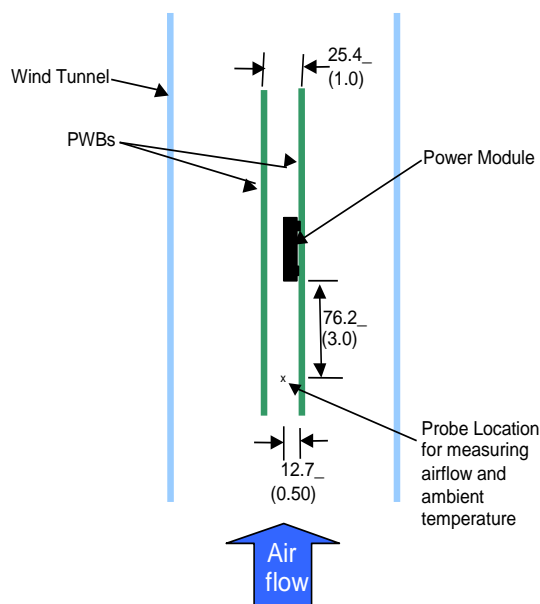 25.4_
(1.0)
Wind Tunnel
PWBs
Power Module
76.2_
(3.0)
x
Probe Location
for measuring
airflow and
ambient
temperature
12.7_
(0.50)
Air
flow